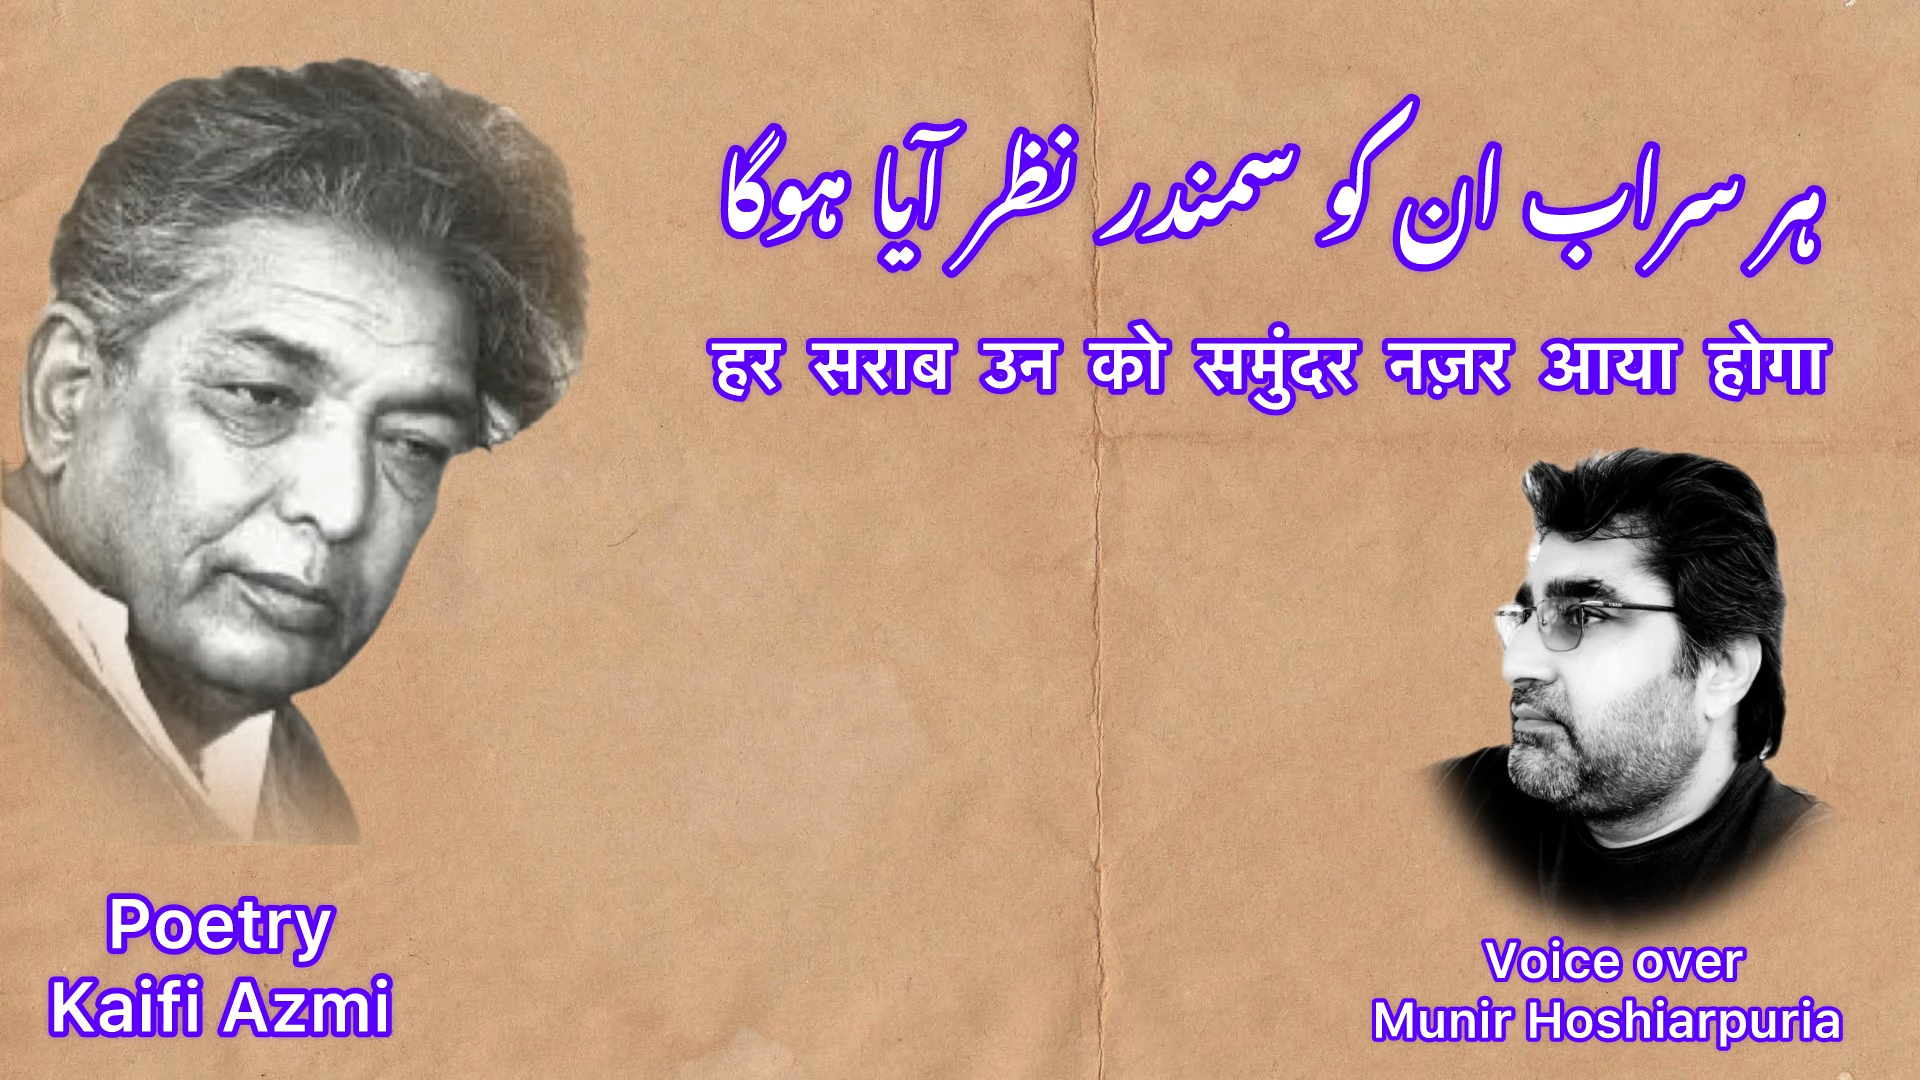 ہر سراب ان کو سمندر نظر آیا ہوگا
हर सराब उन को समुंदर नज़र आया होगा
Poetry
Kaifi Azmi
Voice over
Munir Hoshiarpuria